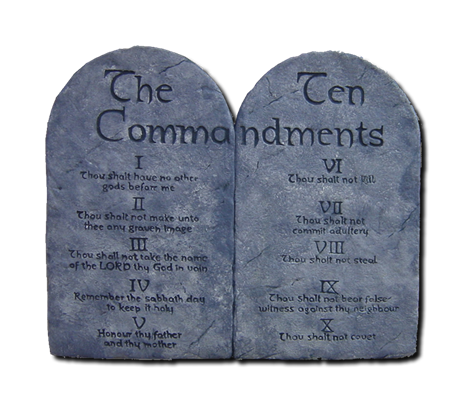 The Ten
Commandments
I
Thou shalt have no other
gods before me
II
Thou shalt not make unto
thee any graven image
III
Thou shalt not take the name
of the LORD thy God in vain
IV
Remember the sabbath day
to keep it holy
V
Honour thy father
and thy mother
VI
Thou shalt not kill
VII
Thou shalt not
commit adultery
VIII
Thou shalt not steal
IX
Thou shalt not bear false
witness against thy neighbour
X
Thou shalt not covet